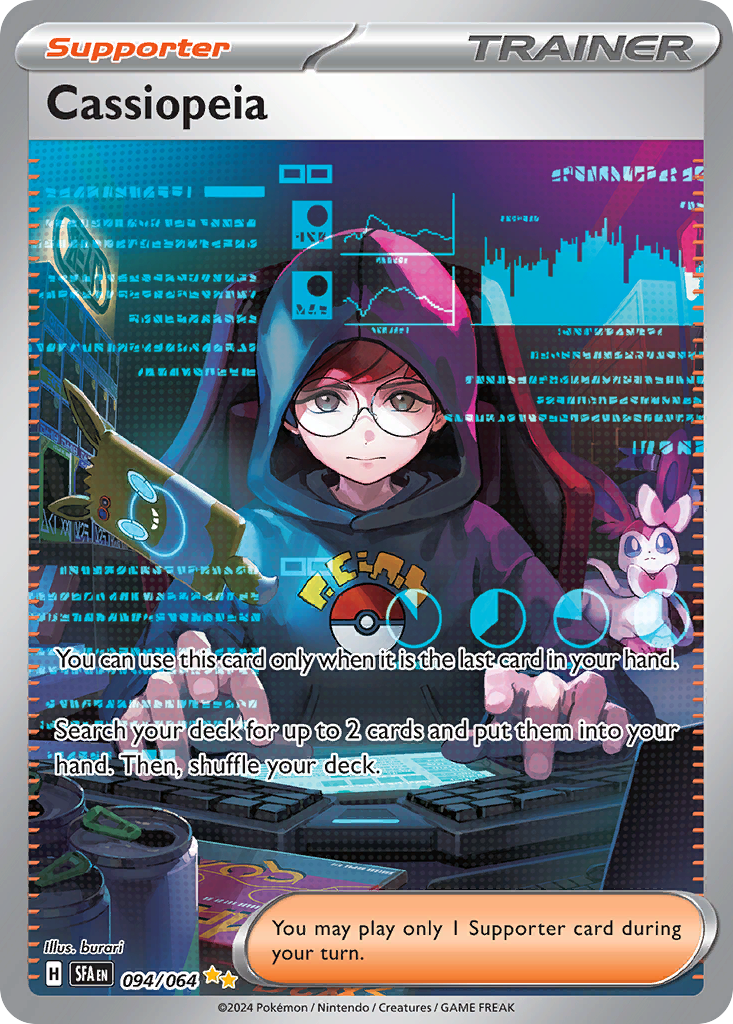 Supporter
TRAINER
Cassiopeia
You can use this card only when it is the last card in your hand.
Search your deck for up to 2 cards and put them into your
hand. Then, shuffle your deck.
You may play only 1 Supporter card during
your turn.
Illus. burari
H SFA EN 094/064
©2024 Pokémon / Nintendo / Creatures / GAME FREAK